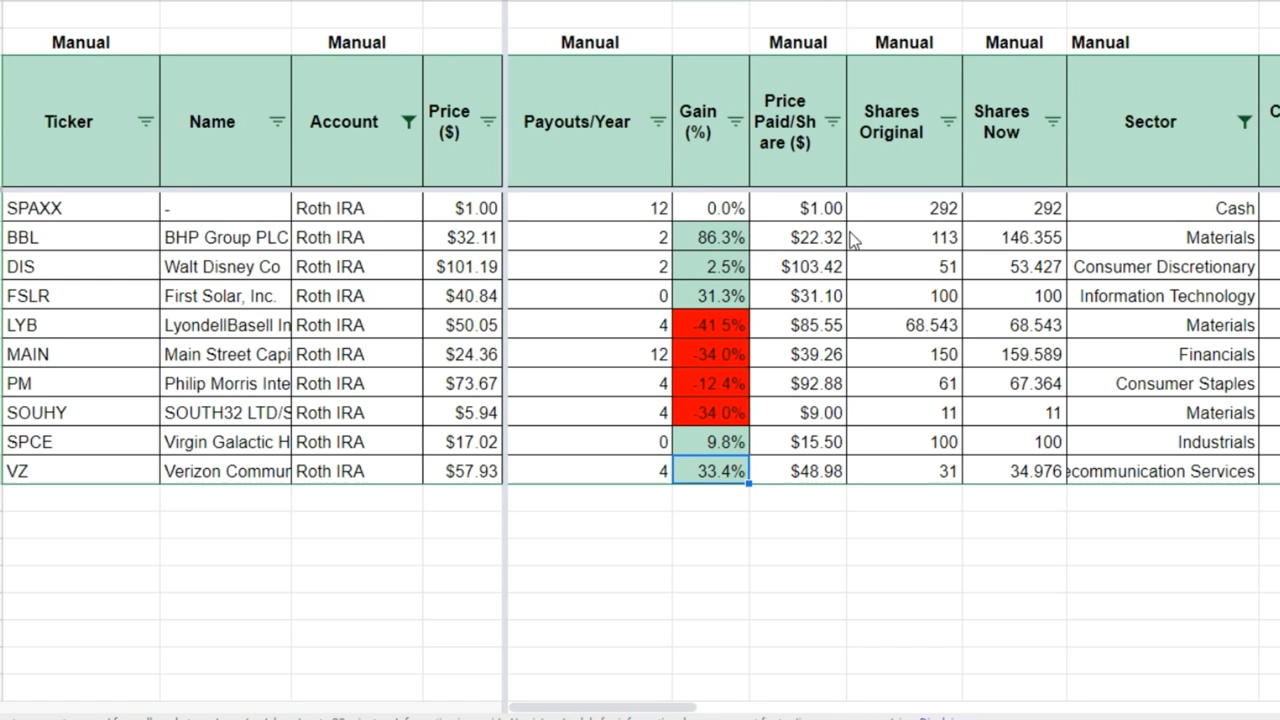 Manual Manual Manual Manual Manual Manual Manual
Ticker Name Account Price ($) Payouts/Year Gain (%) Price Paid/Share ($) Shares Original Shares Now Sector C
SPAXX - Roth IRA $1.00 12 0.0% $1.00 292 292 Cash
BBL BHP Group PLC Roth IRA $32.11 2 86.3% $22.32 113 146.355 Materials
DIS Walt Disney Co Roth IRA $101.19 2 2.5% $103.42 51 53.427 Consumer Discretionary
FSLR First Solar, Inc. Roth IRA $40.84 0 31.3% $31.10 100 100 Information Technology
LYB LyondellBasell In Roth IRA $50.05 4 -41.5% $85.55 68.543 68.543 Materials
MAIN Main Street Capi Roth IRA $24.36 12 -34.0% $39.26 150 159.589 Financials
PM Philip Morris Inte Roth IRA $73.67 4 -12.4% $92.88 61 67.364 Consumer Staples
SOUHY SOUTH32 LTD/S Roth IRA $5.94 4 -34.0% $9.00 11 11 Materials
SPCE Virgin Galactic H Roth IRA $17.02 0 9.8% $15.50 100 100 Industrials
VZ Verizon Commur Roth IRA $57.93 4 33.4% $48.98 31 34.976 ecommunication Services